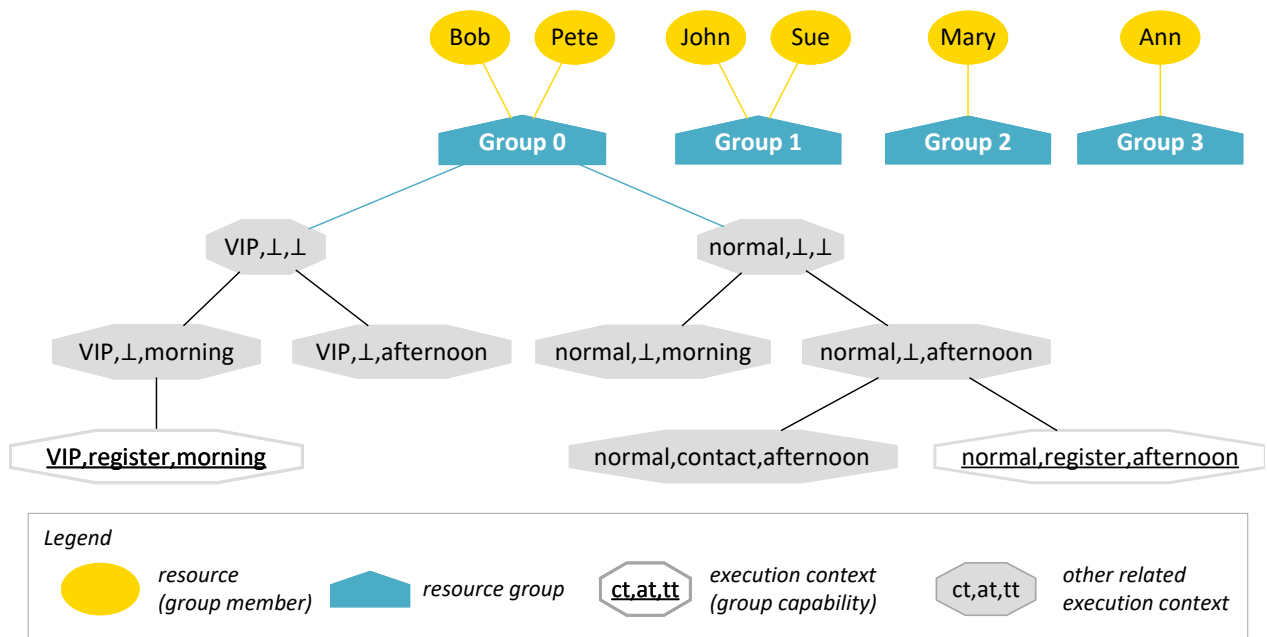 Bob Pete John Sue Mary Ann
Group 0 Group 1 Group 2 Group 3
VIP,⊥,⊥ normal,⊥,⊥
VIP,⊥,morning VIP,⊥,afternoon normal,⊥,morning normal,⊥,afternoon
VIP,register,morning normal,contact,afternoon normal,register,afternoon
Legend
resource
(group member)
resource group
ct,at,tt
execution context
(group capability)
ct,at,tt
other related
execution context